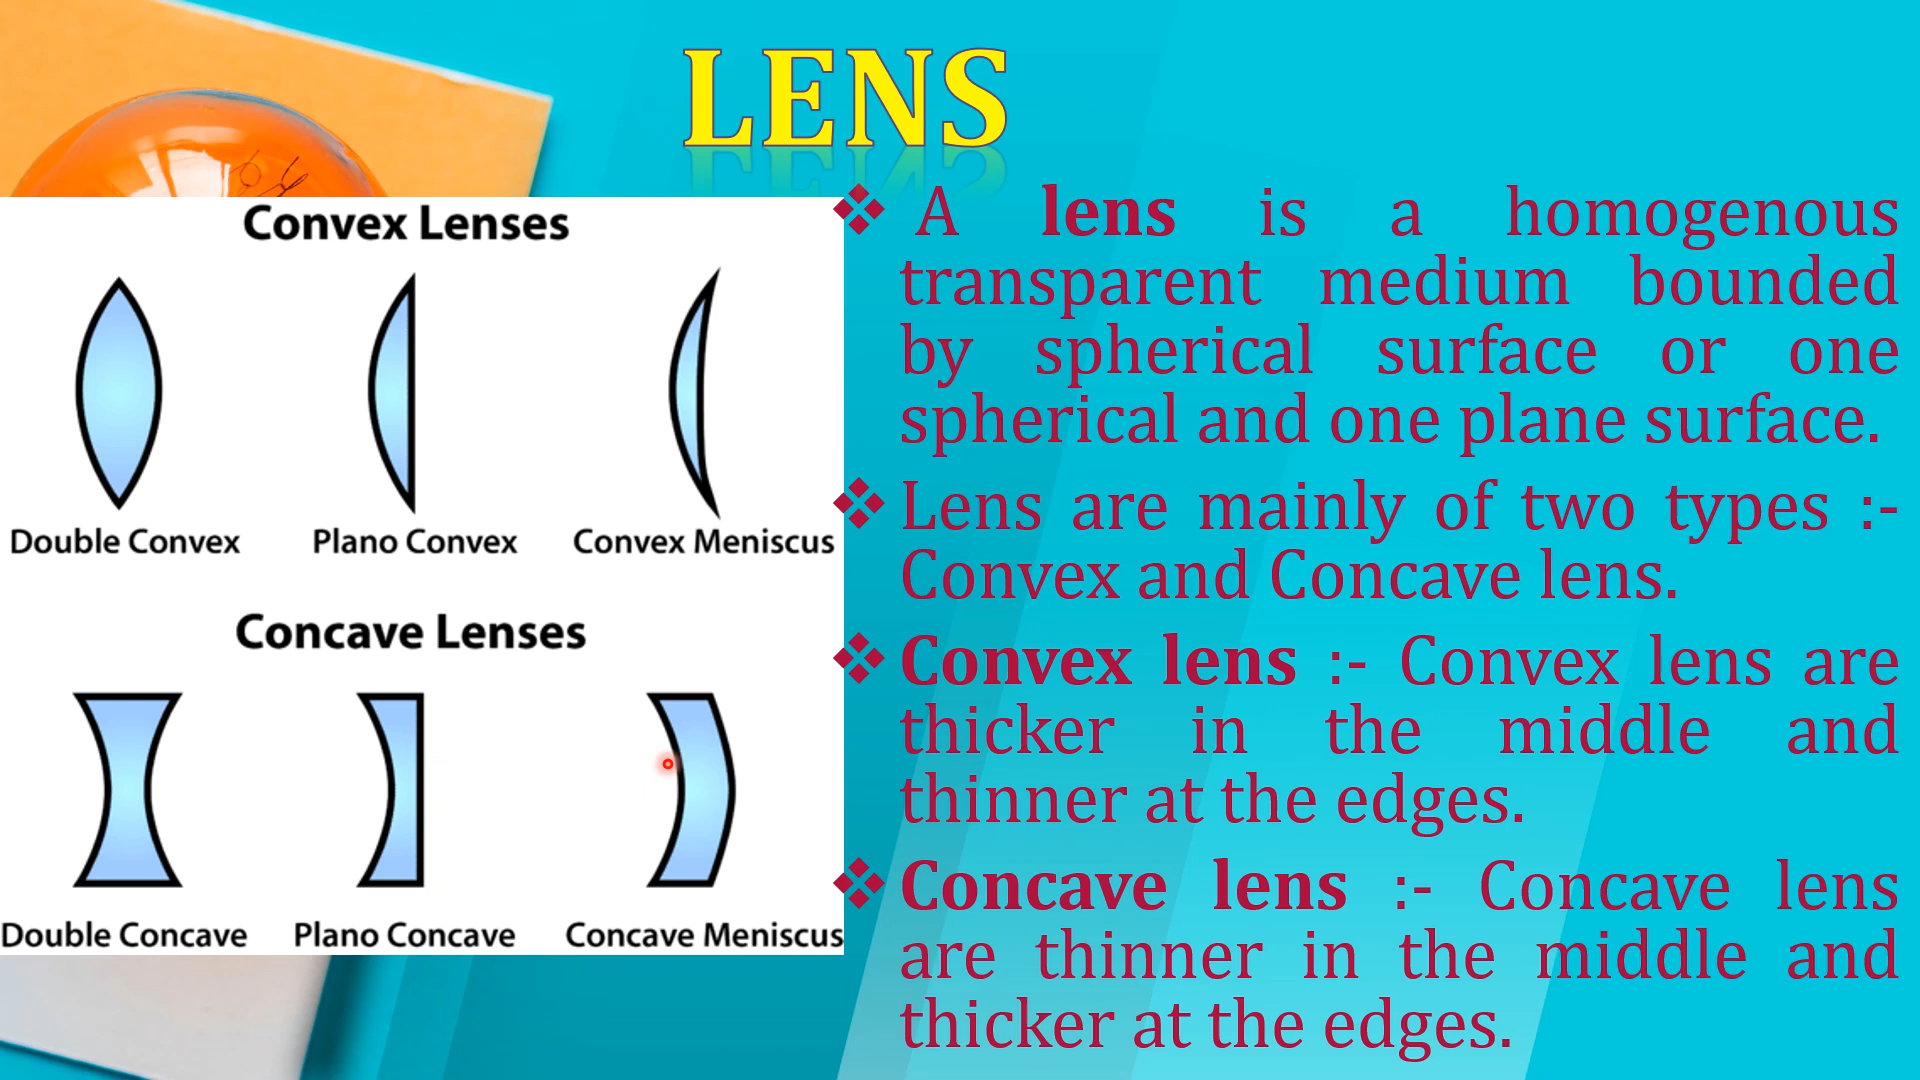 LENS
Convex Lenses
Double Convex
Plano Convex
Convex Meniscus
Concave Lenses
Double Concave
Plano Concave
Concave Meniscus
❖ A lens is a homogenous
transparent medium bounded
by spherical surface or one
spherical and one plane surface.
❖ Lens are mainly of two types :-
Convex and Concave lens.
❖ Convex lens :- Convex lens are
thicker in the middle and
thinner at the edges.
❖ Concave lens :- Concave lens
are thinner in the middle and
thicker at the edges.